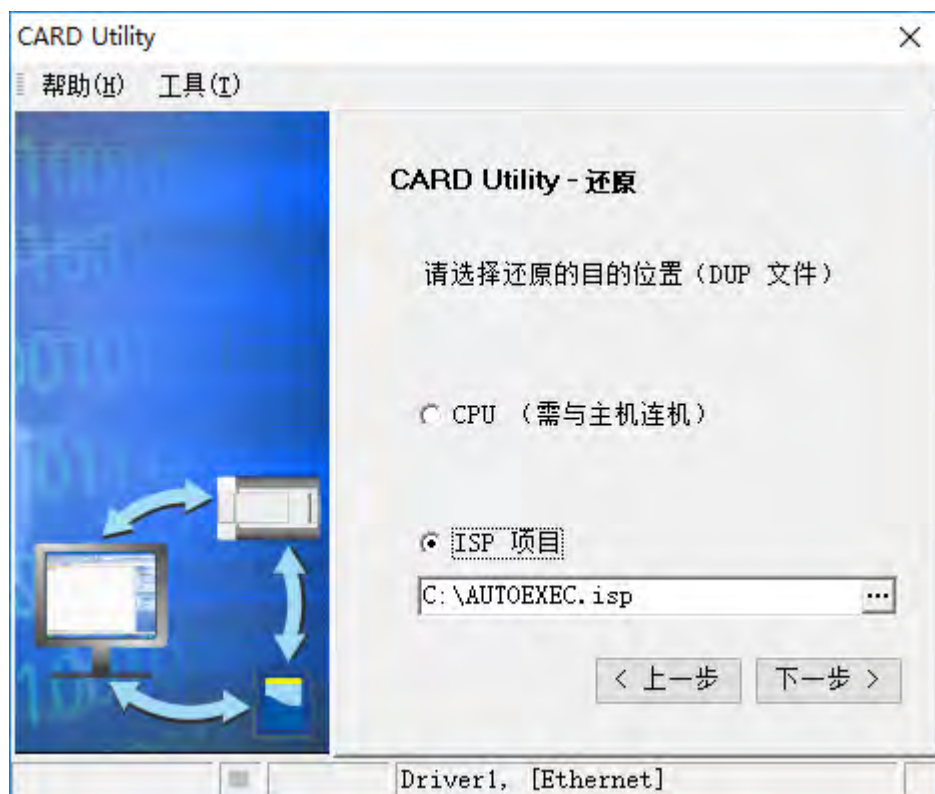 CARD Utility
帮助(H) 工具(T)
CARD Utility - 还原
请选择还原的目的位置（DUP 文件）
CPU （需与主机连机）
ISP 项目
C:\AUTOEXEC.isp
...
< 上一步 下一步 >
Driver1, [Ethernet]